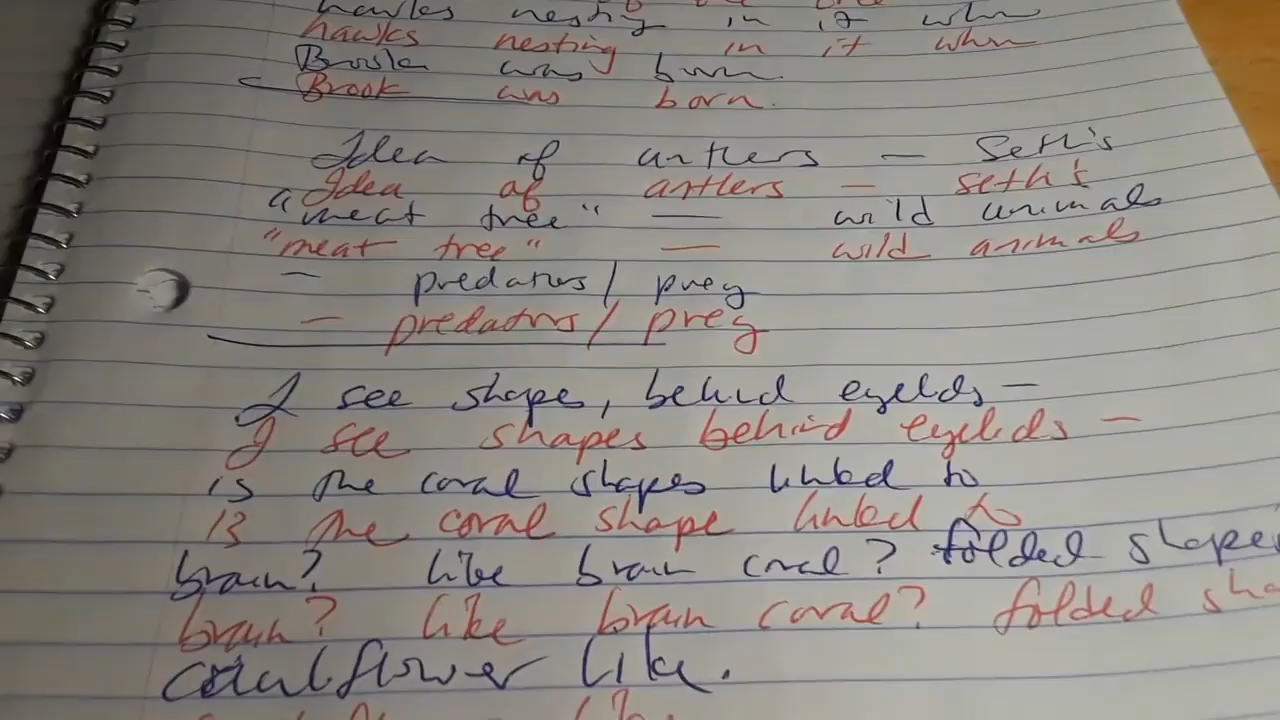 hawks nesting in it when
hawks nesting in it when
Brook was born.
Brook was born.
Idea of antlers — Seth's
Idea of antlers — Seth's
"meat tree" — wild animals
"meat tree" — wild animals
— predators / prey
— predators / prey
I see shapes, behind eyelids —
I see shapes behind eyelids —
is the coral shapes linked to
is the coral shape linked to
brain? like brain coral? folded shapes
brain? like brain coral? folded sha
caulflower like.